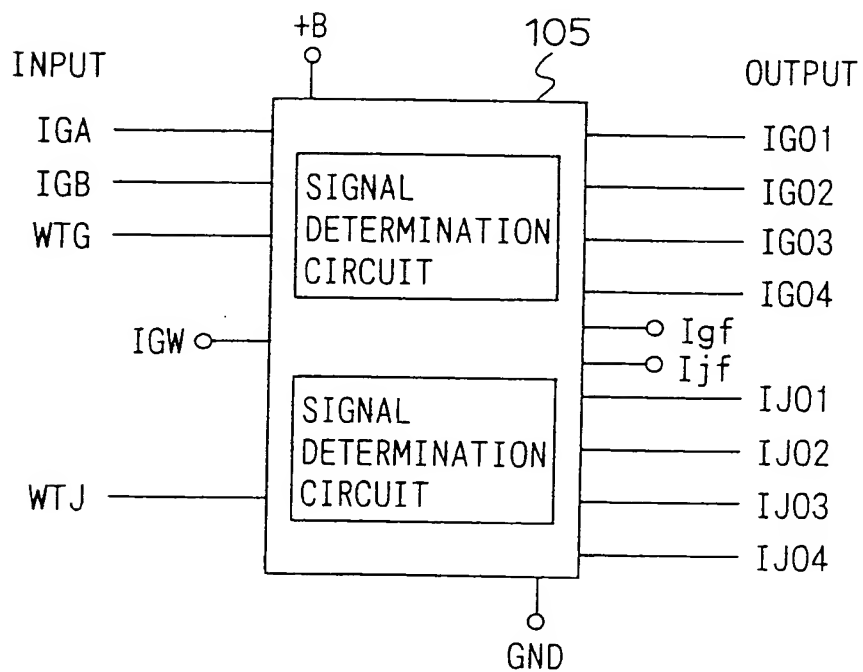 +B
105
INPUT
OUTPUT
IGA
IGB
WTG
IGW
WTJ
SIGNAL
DETERMINATION
CIRCUIT
SIGNAL
DETERMINATION
CIRCUIT
IGO1
IGO2
IGO3
IGO4
Igf
Ijf
IJO1
IJO2
IJO3
IJO4
GND